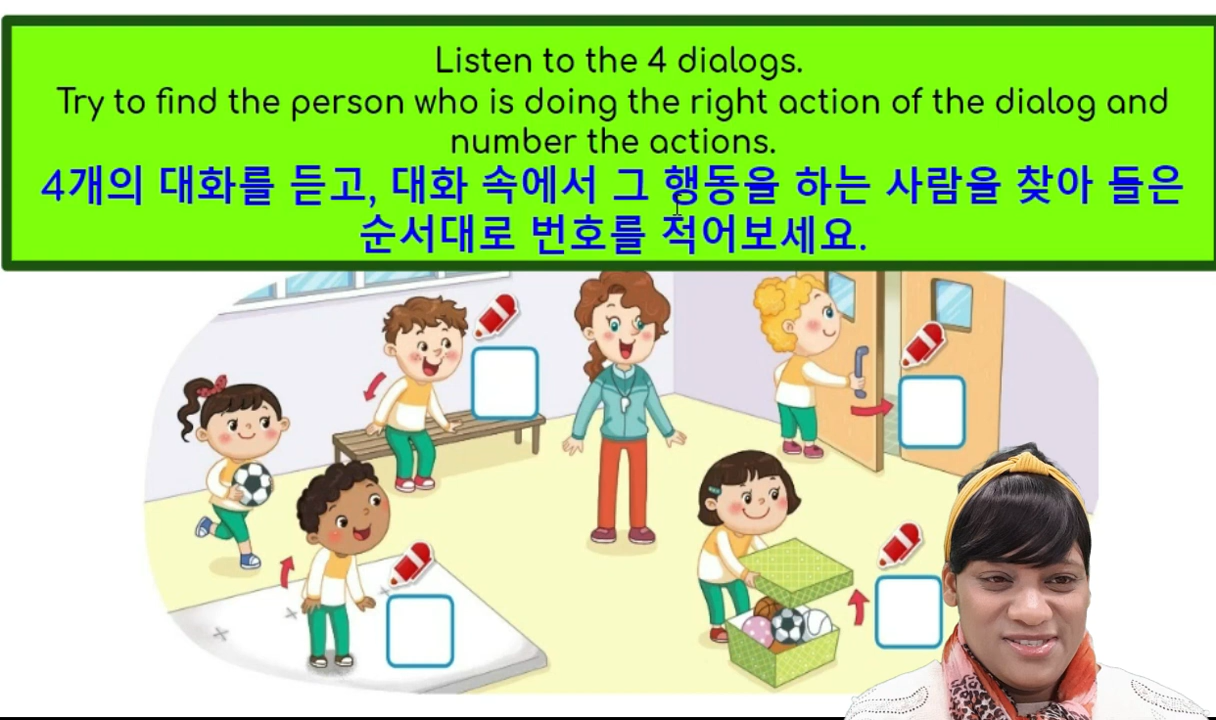 Listen to the 4 dialogs.
Try to find the person who is doing the right action of the dialog and
number the actions.
4개의 대화를 듣고, 대화 속에서 그 행동을 하는 사람을 찾아 들은
순서대로 번호를 적어보세요.